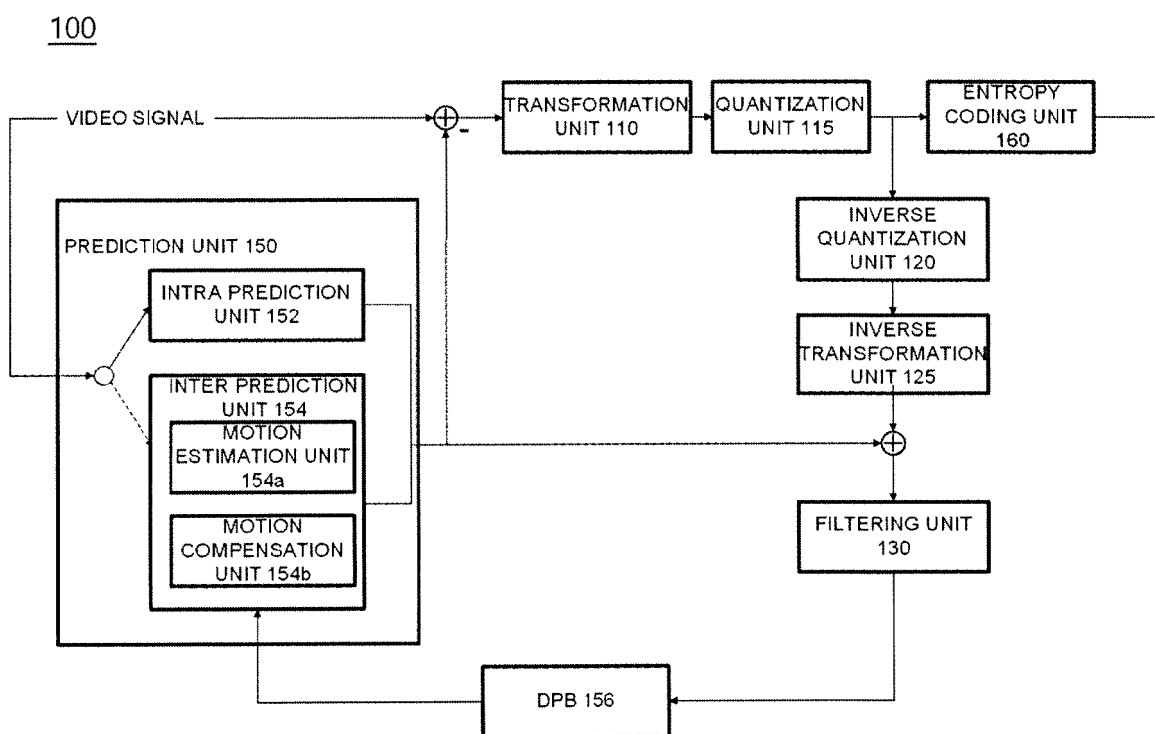 100
VIDEO SIGNAL
-
TRANSFORMATION
UNIT 110
QUANTIZATION
UNIT 115
ENTROPY
CODING UNIT
160
INVERSE
QUANTIZATION
UNIT 120
INVERSE
TRANSFORMATION
UNIT 125
PREDICTION UNIT 150
INTRA PREDICTION
UNIT 152
INTER PREDICTION
UNIT 154
MOTION
ESTIMATION UNIT
154a
MOTION
COMPENSATION
UNIT 154b
FILTERING UNIT
130
DPB 156